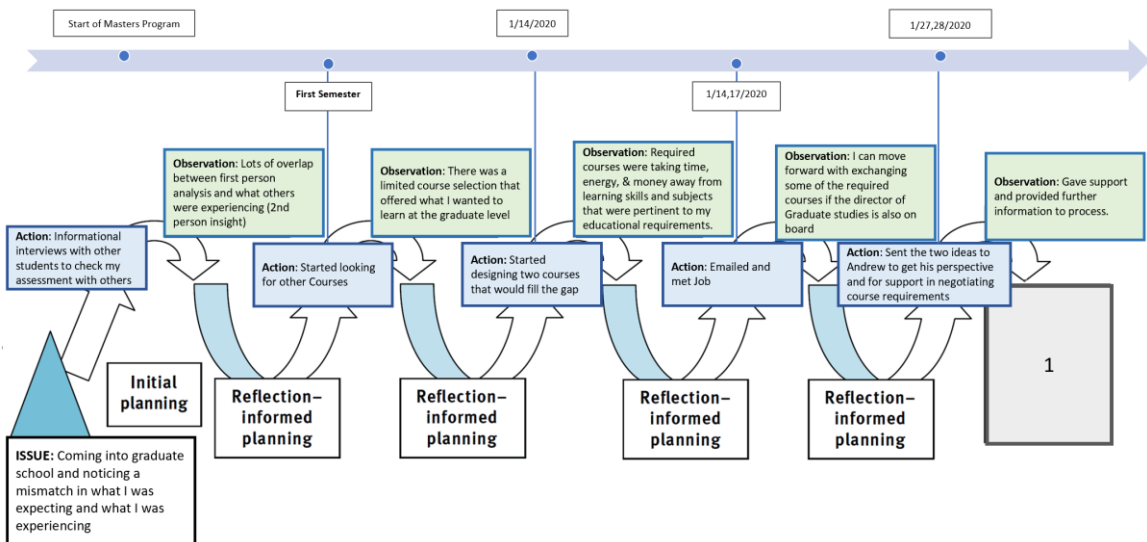 Start of Masters Program
1/14/2020
1/27,28/2020
First Semester
1/14,17/2020
Observation: Lots of overlap
between first person
analysis and what others
were experiencing (2nd
person insight)
Observation: There was a
limited course selection that
offered what I wanted to
learn at the graduate level
Observation: Required
courses were taking time,
energy, & money away from
learning skills and subjects
that were pertinent to my
educational requirements.
Observation: I can move
forward with exchanging
some of the required
courses if the director of
Graduate studies is also on
board
Observation: Gave support
and provided further
information to process.
Action: Informational
interviews with other
students to check my
assessment with others
Action: Started looking
for other Courses
Action: Started
designing two courses
that would fill the gap
Action: Emailed and
met Job
Action: Sent the two ideas to
Andrew to get his perspective
and for support in negotiating
course requirements
Initial
planning
Reflection–
informed
planning
Reflection–
informed
planning
Reflection–
informed
planning
Reflection–
informed
planning
1
ISSUE: Coming into graduate
school and noticing a
mismatch in what I was
expecting and what I was
experiencing